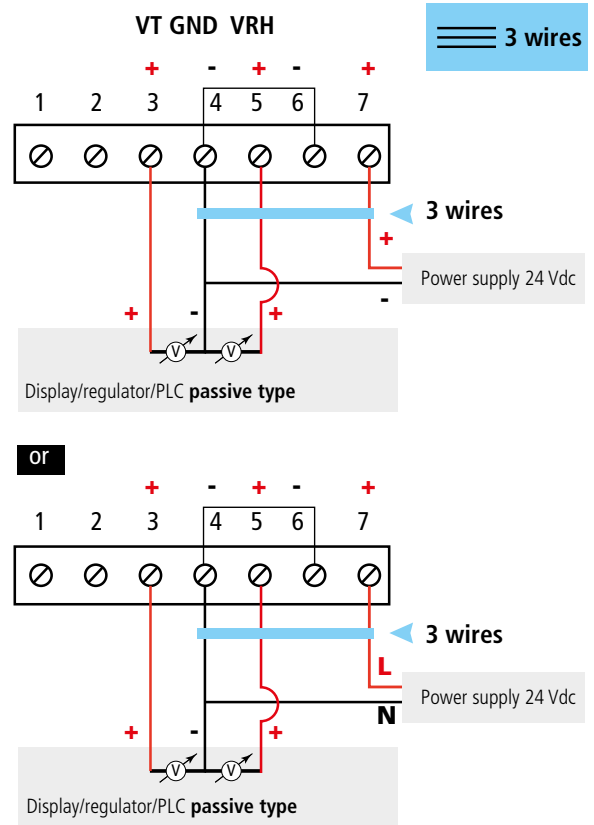 VT GND VRH
3 wires
+ - + - +
1 2 3 4 5 6 7
3 wires
+
Power supply 24 Vdc
-
+ - +
V V
Display/regulator/PLC passive type
or
+ - + - +
1 2 3 4 5 6 7
3 wires
L
Power supply 24 Vdc
N
+ - +
V V
Display/regulator/PLC passive type